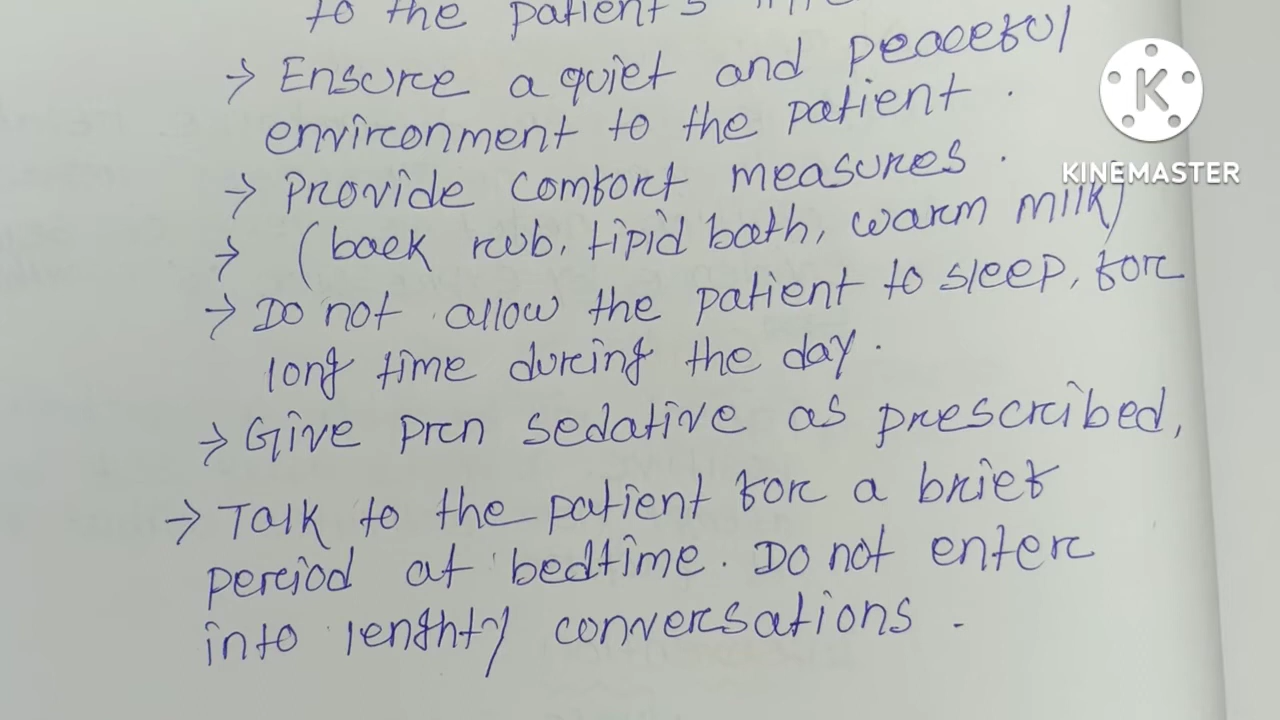 to the patient's
→ Ensure a quiet and peaceful
environment to the patient.
→ Provide comfort measures.
→ (back rub, tipid bath, warm milk)
→ Do not allow the patient to sleep, for
long time during the day.
→ Give prn sedative as prescribed,
→ Talk to the patient for a brief
period at bedtime. Do not enter
into lenghty conversations.
K
KINEMASTER